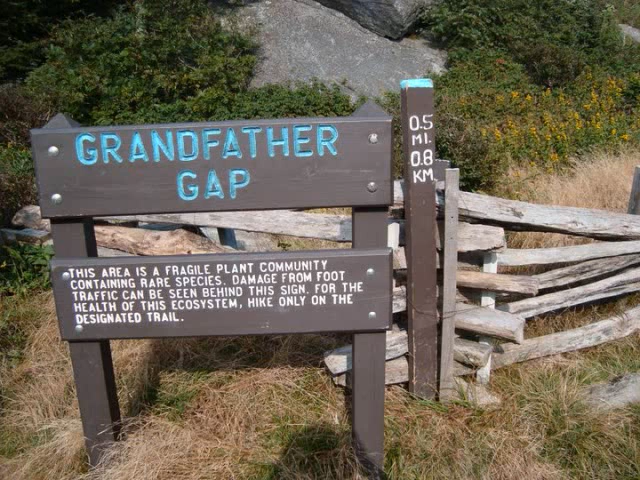 GRANDFATHER
GAP
0.5
MI.
0.8
KM
THIS AREA IS A FRAGILE PLANT COMMUNITY
CONTAINING RARE SPECIES. DAMAGE FROM FOOT
TRAFFIC CAN BE SEEN BEHIND THIS SIGN. FOR THE
HEALTH OF THIS ECOSYSTEM, HIKE ONLY ON THE
DESIGNATED TRAIL.